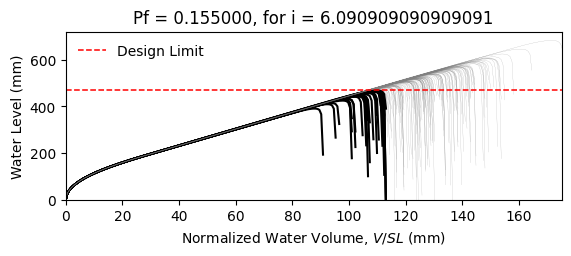 Pf = 0.155000, for i = 6.090909090909091
Design Limit
Water Level (mm)
600
400
200
0
0 20 40 60 80 100 120 140 160
Normalized Water Volume, V/SL (mm)